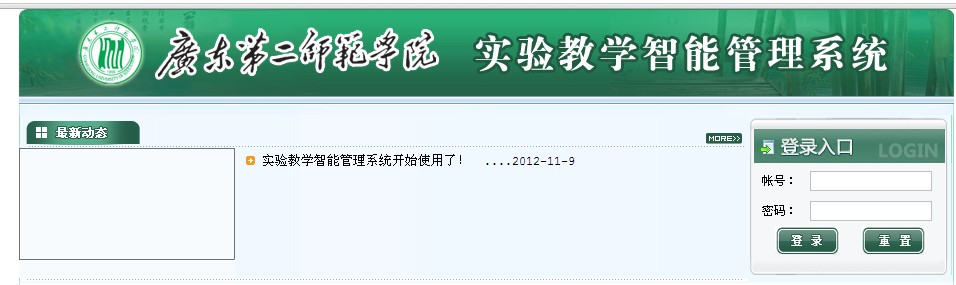 廣东第二师範学院 实验教学智能管理系统
最新动态
MORE>>
实验教学智能管理系统开始使用了! ....2012-11-9
登录入口 LOGIN
帐号：
密码：
登 录 重 置